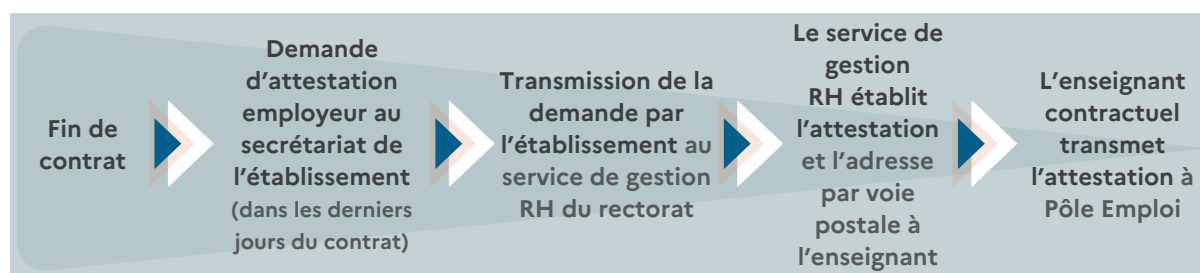 Fin de
contrat
Demande
d'attestation
employeur au
secrétariat de
l'établissement
(dans les derniers
jours du contrat)
Transmission de la
demande par
l'établissement au
service de gestion
RH du rectorat
Le service de
gestion
RH établit
l'attestation
et l'adresse
par voie
postale à
l'enseignant
L'enseignant
contractuel
transmet
l'attestation à
Pôle Emploi